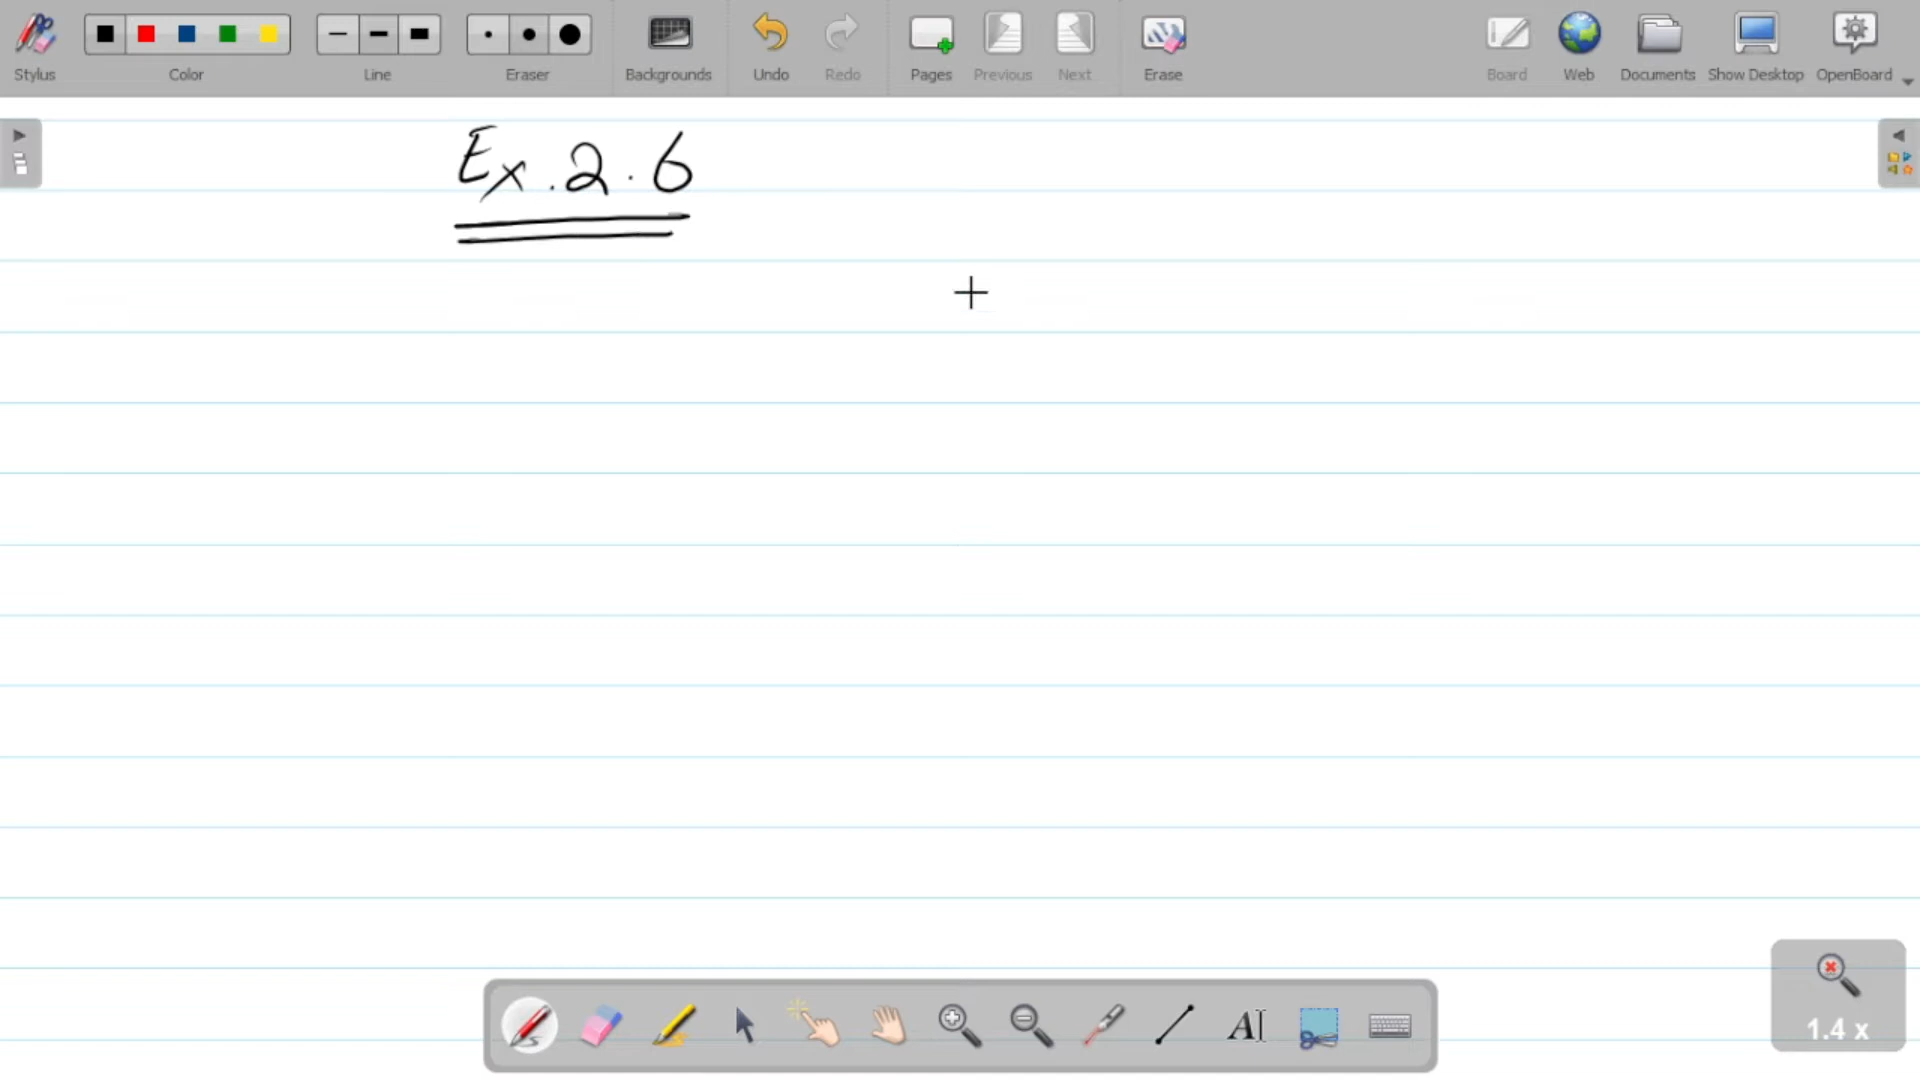 Stylus Color Line Eraser Backgrounds Undo Redo Pages Previous Next Erase Board Web Documents Show Desktop OpenBoard
Ex. 2.6
1.4 x